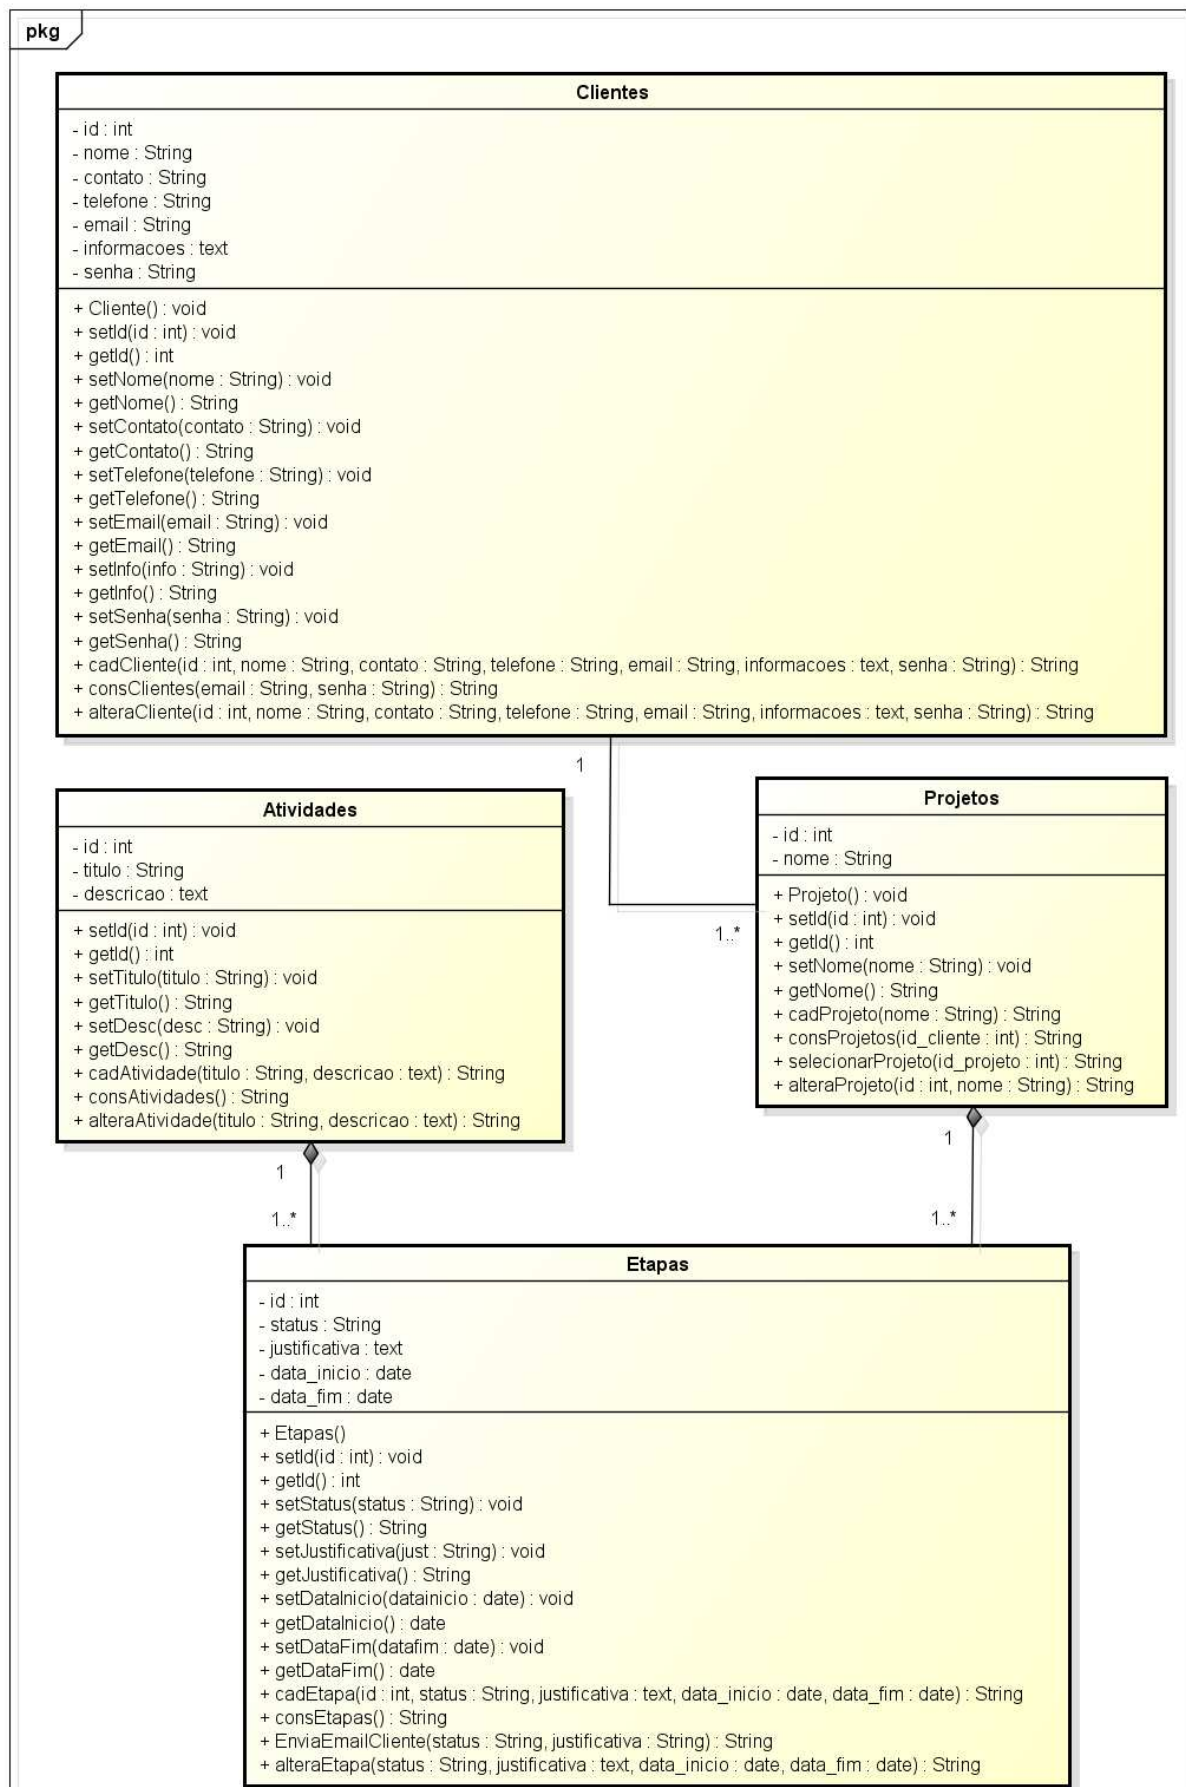 pkg
Clientes
- id : int
- nome : String
- contato : String
- telefone : String
- email : String
- informacoes : text
- senha : String
+ Cliente() : void
+ setId(id : int) : void
+ getId() : int
+ setNome(nome : String) : void
+ getNome() : String
+ setContato(contato : String) : void
+ getContato() : String
+ setTelefone(telefone : String) : void
+ getTelefone() : String
+ setEmail(email : String) : void
+ getEmail() : String
+ setInfo(info : String) : void
+ getInfo() : String
+ setSenha(senha : String) : void
+ getSenha() : String
+ cadCliente(id : int, nome : String, contato : String, telefone : String, email : String, informacoes : text, senha : String) : String
+ consClientes(email : String, senha : String) : String
+ alteraCliente(id : int, nome : String, contato : String, telefone : String, email : String, informacoes : text, senha : String) : String
1
1..*
Atividades
- id : int
- titulo : String
- descricao : text
+ setId(id : int) : void
+ getId() : int
+ setTitulo(titulo : String) : void
+ getTitulo() : String
+ setDesc(desc : String) : void
+ getDesc() : String
+ cadAtividade(titulo : String, descricao : text) : String
+ consAtividades() : String
+ alteraAtividade(titulo : String, descricao : text) : String
Projetos
- id : int
- nome : String
+ Projeto() : void
+ setId(id : int) : void
+ getId() : int
+ setNome(nome : String) : void
+ getNome() : String
+ cadProjeto(nome : String) : String
+ consProjetos(id_cliente : int) : String
+ selecionarProjeto(id_projeto : int) : String
+ alteraProjeto(id : int, nome : String) : String
1
1..*
1
1..*
Etapas
- id : int
- status : String
- justificativa : text
- data_inicio : date
- data_fim : date
+ Etapas()
+ setId(id : int) : void
+ getId() : int
+ setStatus(status : String) : void
+ getStatus() : String
+ setJustificativa(just : String) : void
+ getJustificativa() : String
+ setDataInicio(datainicio : date) : void
+ getDataInicio() : date
+ setDataFim(datafim : date) : void
+ getDataFim() : date
+ cadEtapa(id : int, status : String, justificativa : text, data_inicio : date, data_fim : date) : String
+ consEtapas() : String
+ EnviaEmailCliente(status : String, justificativa : String) : String
+ alteraEtapa(status : String, justificativa : text, data_inicio : date, data_fim : date) : String